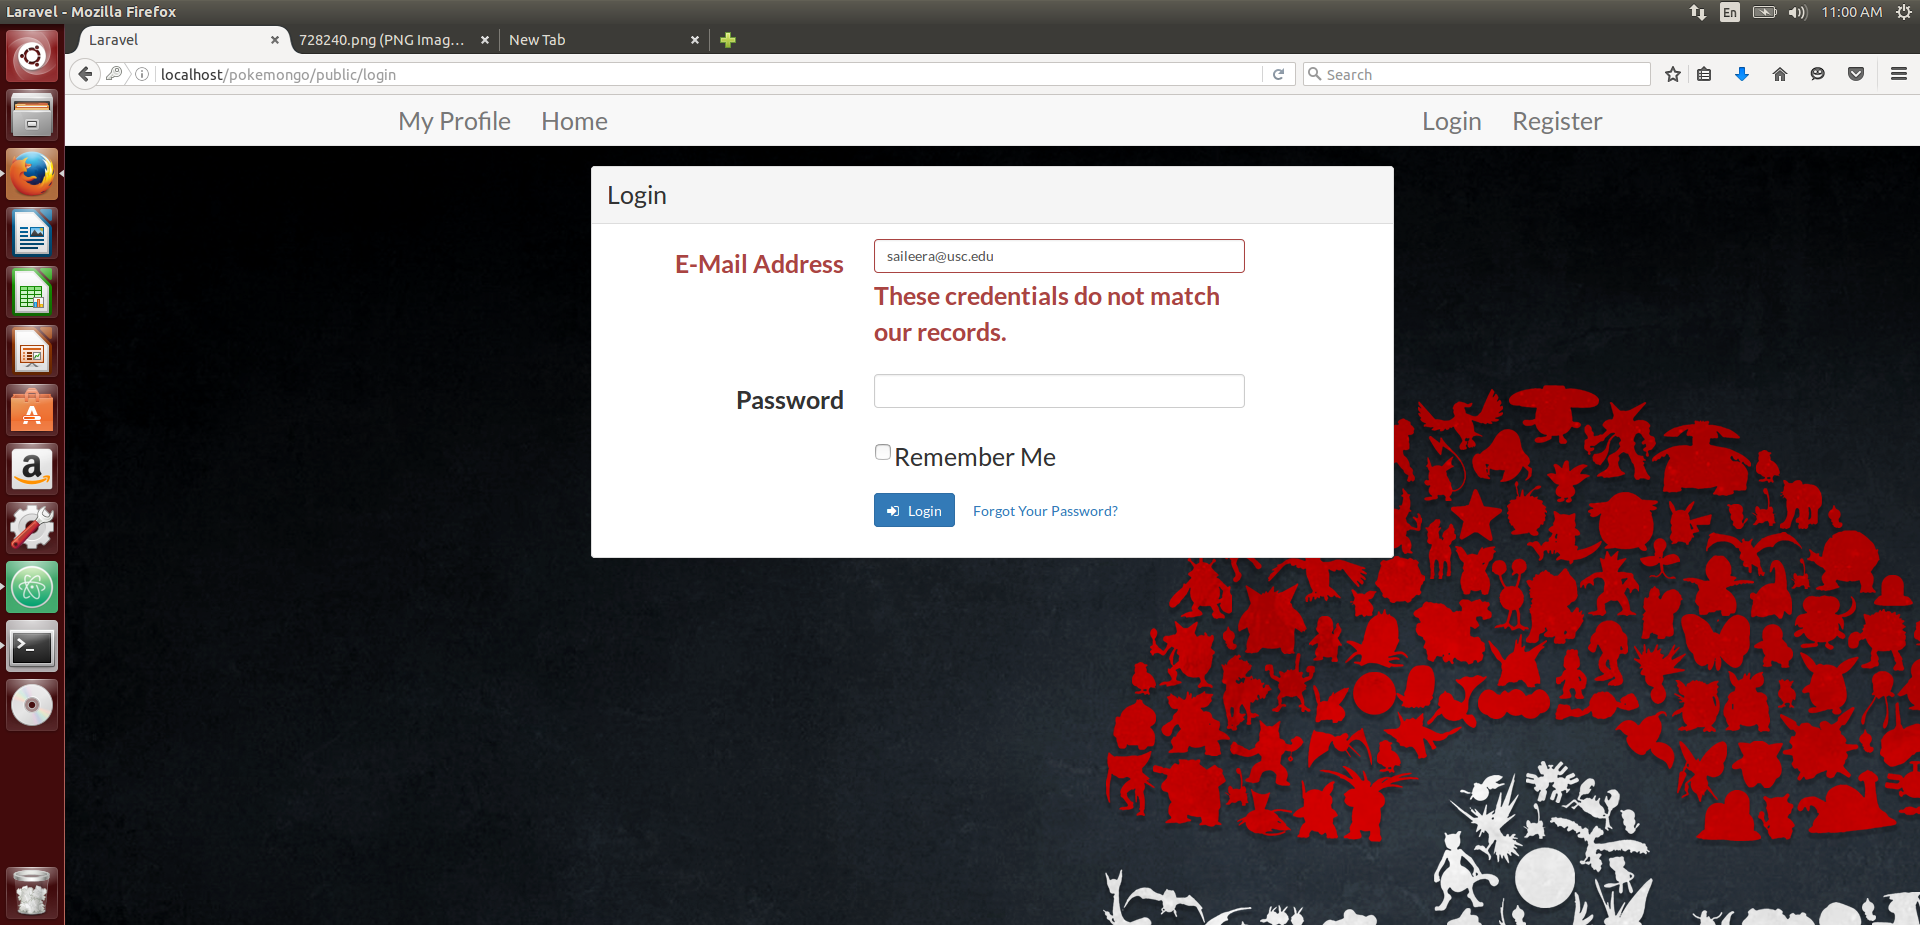 Laravel - Mozilla Firefox
En
11:00 AM
Laravel
728240.png (PNG Imag...
New Tab
localhost/pokemongo/public/login
Search
My Profile
Home
Login
Register
Login
E-Mail Address
saileera@usc.edu
These credentials do not match
our records.
Password
Remember Me
Login
Forgot Your Password?